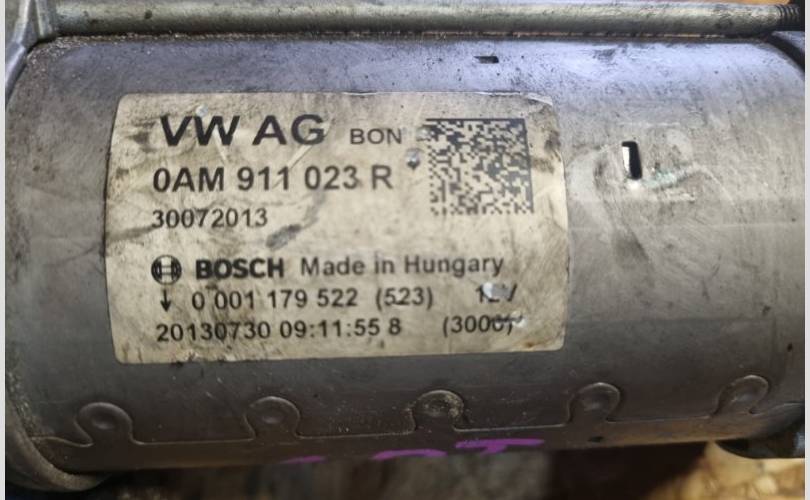 VW AG BON
0AM 911 023 R
30072013
BOSCH Made in Hungary
0 001 179 522 (523)
20130730 09:11:55 8